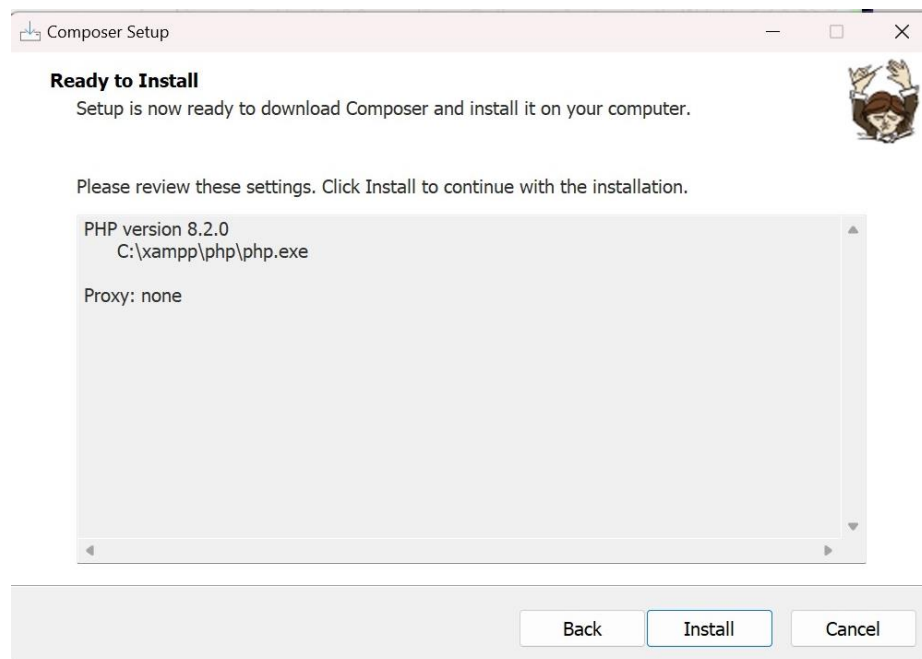 Composer Setup
Ready to Install
Setup is now ready to download Composer and install it on your computer.
Please review these settings. Click Install to continue with the installation.
PHP version 8.2.0
C:\xampp\php\php.exe
Proxy: none
Back Install Cancel